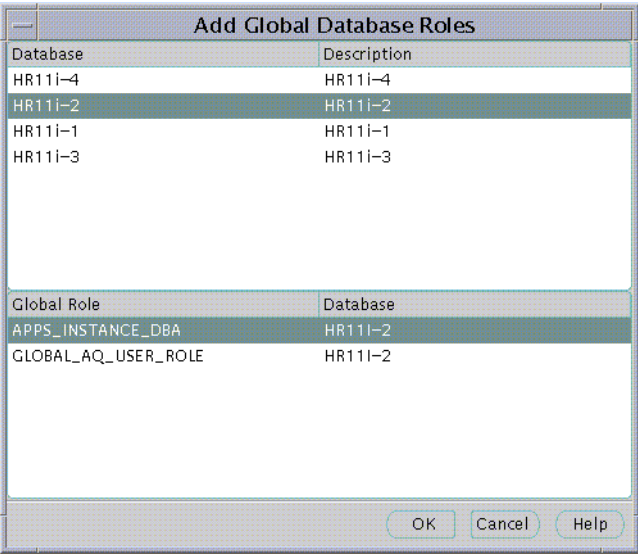 Add Global Database Roles
Database Description
HR11i-4 HR11i-4
HR11i-2 HR11i-2
HR11i-1 HR11i-1
HR11i-3 HR11i-3
Global Role Database
APPS_INSTANCE_DBA HR11I-2
GLOBAL_AQ_USER_ROLE HR11I-2
OK Cancel Help